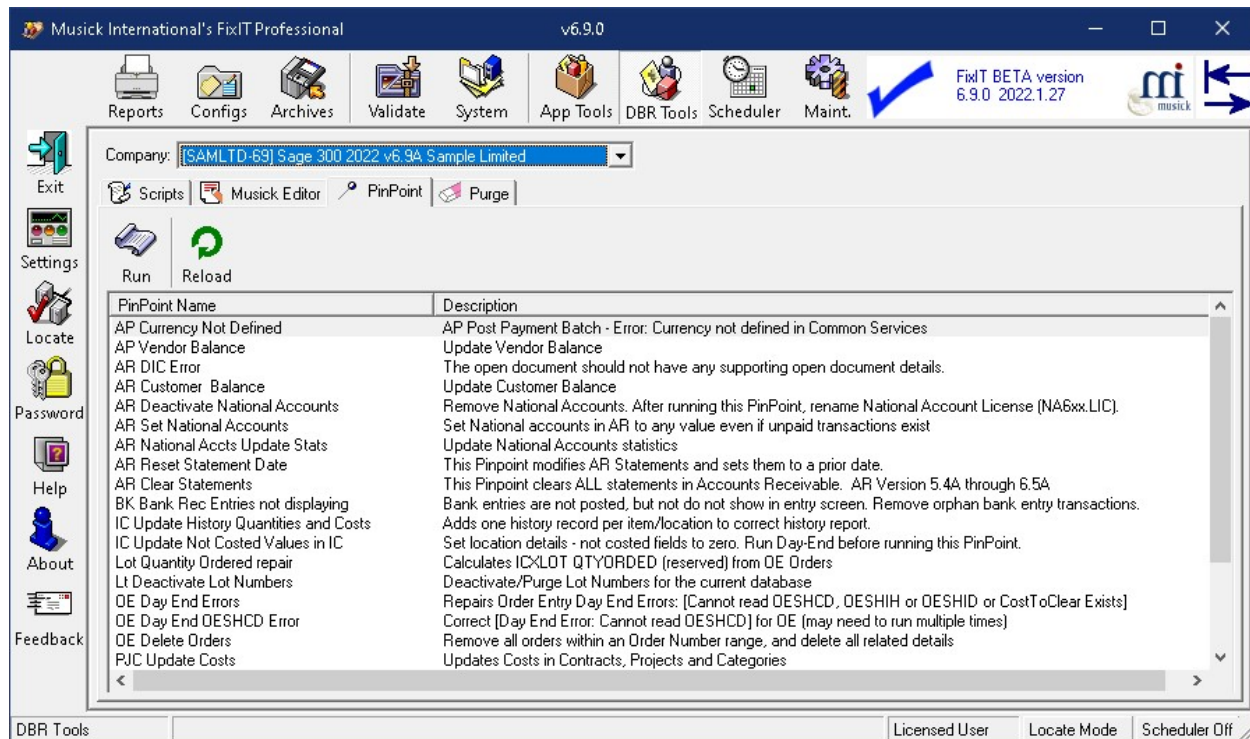 Musick International's FixIT Professional v6.9.0
Reports Configs Archives Validate System App Tools DBR Tools Scheduler Maint.
FixIT BETA version
6.9.0 2022.1.27
mi
musick
Exit
Settings
Locate
Password
Help
About
Feedback
Company: [SAMLTD-69] Sage 300 2022 v6.9A Sample Limited
Scripts Musick Editor PinPoint Purge
Run Reload
PinPoint Name Description
AP Currency Not Defined AP Post Payment Batch - Error: Currency not defined in Common Services
AP Vendor Balance Update Vendor Balance
AR DIC Error The open document should not have any supporting open document details.
AR Customer Balance Update Customer Balance
AR Deactivate National Accounts Remove National Accounts. After running this PinPoint, rename National Account License (NA6xx.LIC).
AR Set National Accounts Set National accounts in AR to any value even if unpaid transactions exist
AR National Accts Update Stats Update National Accounts statistics
AR Reset Statement Date This Pinpoint modifies AR Statements and sets them to a prior date.
AR Clear Statements This Pinpoint clears ALL statements in Accounts Receivable. AR Version 5.4A through 6.5A
BK Bank Rec Entries not displaying Bank entries are not posted, but not do not show in entry screen. Remove orphan bank entry transactions.
IC Update History Quantities and Costs Adds one history record per item/location to correct history report.
IC Update Not Costed Values in IC Set location details - not costed fields to zero. Run Day-End before running this PinPoint.
Lot Quantity Ordered repair Calculates ICXLOT QTYORDED (reserved) from OE Orders
Lt Deactivate Lot Numbers Deactivate/Purge Lot Numbers for the current database
OE Day End Errors Repairs Order Entry Day End Errors: [Cannot read OESHCD, OESHIH or OESHID or CostToClear Exists]
OE Day End OESHCD Error Correct [Day End Error: Cannot read OESHCD] for OE (may need to run multiple times)
OE Delete Orders Remove all orders within an Order Number range, and delete all related details
PJC Update Costs Updates Costs in Contracts, Projects and Categories
DBR Tools Licensed User Locate Mode Scheduler Off